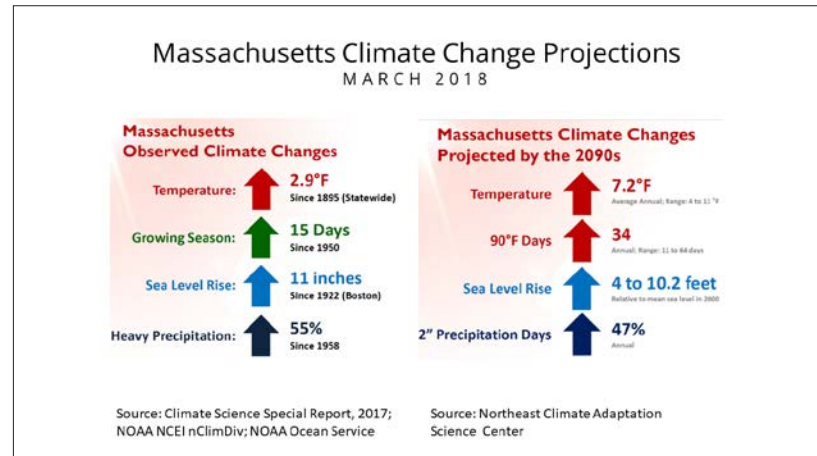 Massachusetts Climate Change Projections
MARCH 2018
Massachusetts
Observed Climate Changes
Temperature: 2.9°F
Since 1895 (Statewide)
Growing Season: 15 Days
Since 1950
Sea Level Rise: 11 inches
Since 1922 (Boston)
Heavy Precipitation: 55%
Since 1958
Source: Climate Science Special Report, 2017;
NOAA NCEI nClimDiv; NOAA Ocean Service
Massachusetts Climate Changes
Projected by the 2090s
Temperature 7.2°F
Average Annual; Range: 4 to 11 °F
90°F Days 34
Annual; Range: 11 to 64 days
Sea Level Rise 4 to 10.2 feet
Relative to mean sea level in 2000
2” Precipitation Days 47%
Annual
Source: Northeast Climate Adaptation
Science Center